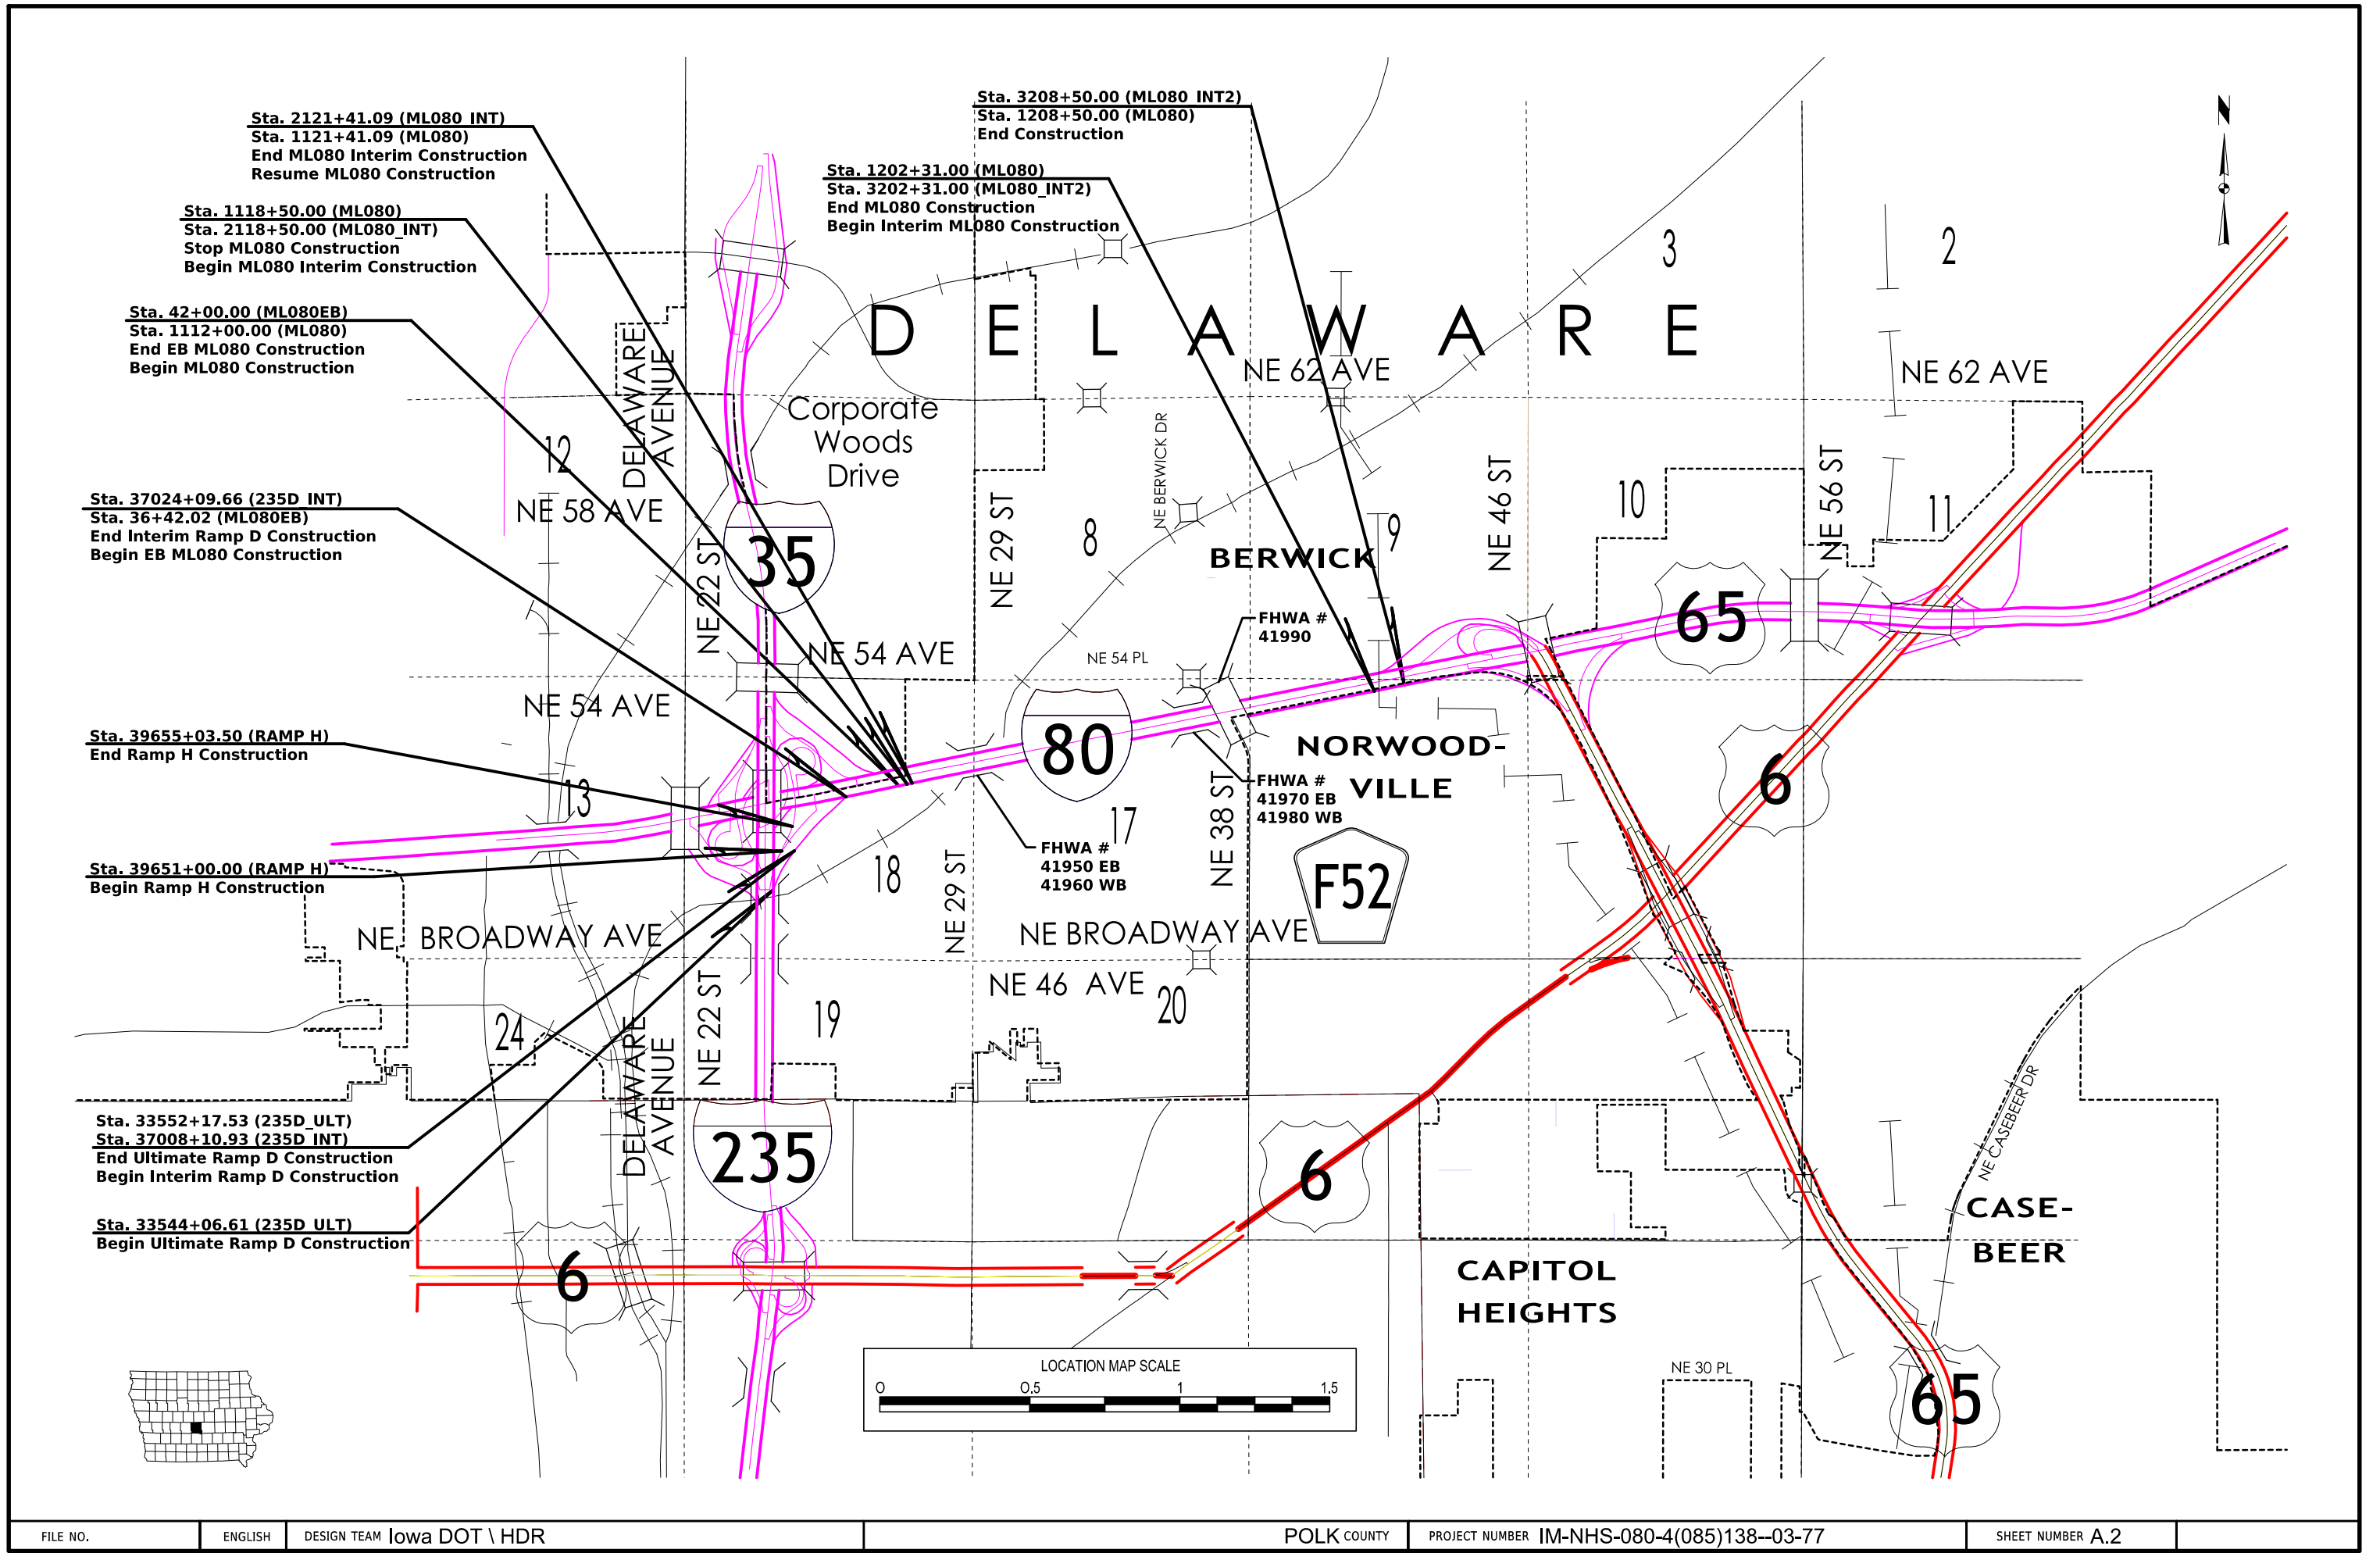 Sta. 2121+41.09 (ML080_INT)
Sta. 1121+41.09 (ML080)
End ML080 Interim Construction
Resume ML080 Construction
Sta. 1118+50.00 (ML080)
Sta. 2118+50.00 (ML080_INT)
Stop ML080 Construction
Begin ML080 Interim Construction
Sta. 42+00.00 (ML080EB)
Sta. 1112+00.00 (ML080)
End EB ML080 Construction
Begin ML080 Construction
Sta. 37024+09.66 (235D_INT)
Sta. 36+42.02 (ML080EB)
End Interim Ramp D Construction
Begin EB ML080 Construction
Sta. 39655+03.50 (RAMP H)
End Ramp H Construction
Sta. 39651+00.00 (RAMP H)
Begin Ramp H Construction
Sta. 33552+17.53 (235D_ULT)
Sta. 37008+10.93 (235D_INT)
End Ultimate Ramp D Construction
Begin Interim Ramp D Construction
Sta. 33544+06.61 (235D_ULT)
Begin Ultimate Ramp D Construction
Sta. 3208+50.00 (ML080_INT2)
Sta. 1208+50.00 (ML080)
End Construction
Sta. 1202+31.00 (ML080)
Sta. 3202+31.00 (ML080_INT2)
End ML080 Construction
Begin Interim ML080 Construction
N
DELAWARE
3
2
NE 62 AVE
NE 62 AVE
DELAWARE
AVENUE
Corporate
Woods
Drive
12
NE 58 AVE
NE 22 ST
35
NE 29 ST
8
NE BERWICK DR
BERWICK
9
NE 46 ST
10
NE 56 ST
11
65
NE 54 AVE
NE 54 AVE
NE 54 PL
FHWA #
41990
80
NORWOOD-
VILLE
6
13
FHWA #
41970 EB
41980 WB
17
NE 38 ST
FHWA #
41950 EB
41960 WB
18
NE 29 ST
F52
NE BROADWAY AVE
NE BROADWAY AVE
NE 46 AVE
20
19
24
NE 22 ST
DELAWARE
AVENUE
235
6
6
NE CASEBEER DR
CASE-
BEER
CAPITOL
HEIGHTS
NE 30 PL
65
LOCATION MAP SCALE
0 0.5 1 1.5
FILE NO.
ENGLISH
DESIGN TEAM Iowa DOT \ HDR
POLK COUNTY
PROJECT NUMBER IM-NHS-080-4(085)138--03-77
SHEET NUMBER A.2